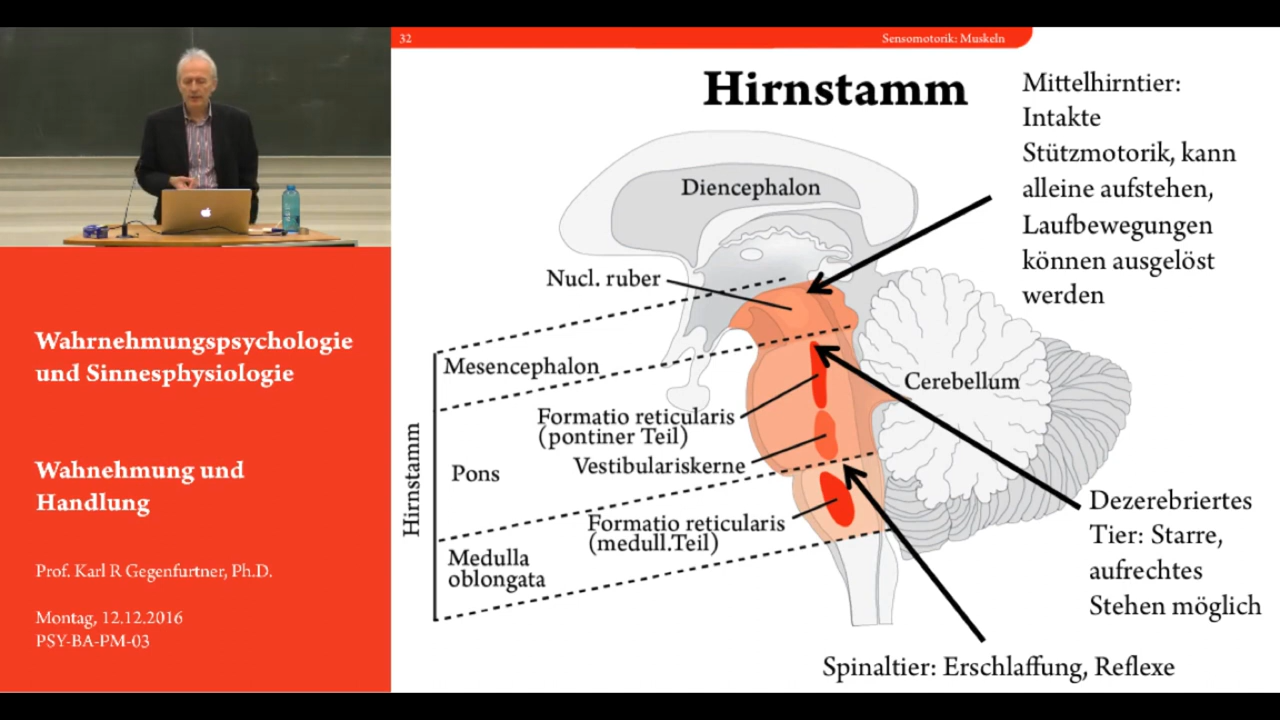 32
Sensomotorik: Muskeln
Hirnstamm
Mittelhirntier:
Intakte
Stützmotorik, kann
alleine aufstehen,
Laufbewegungen
können ausgelöst
werden
Diencephalon
Nucl. ruber
Mesencephalon
Cerebellum
Formatio reticularis
(pontiner Teil)
Vestibulariskerne
Pons
Hirnstamm
Formatio reticularis
(medull.Teil)
Medulla
oblongata
Dezerebriertes
Tier: Starre,
aufrechtes
Stehen möglich
Spinaltier: Erschlaffung, Reflexe
Wahrnehmungspsychologie
und Sinnesphysiologie
Wahnehmung und
Handlung
Prof. Karl R Gegenfurtner, Ph.D.
Montag, 12.12.2016
PSY-BA-PM-03